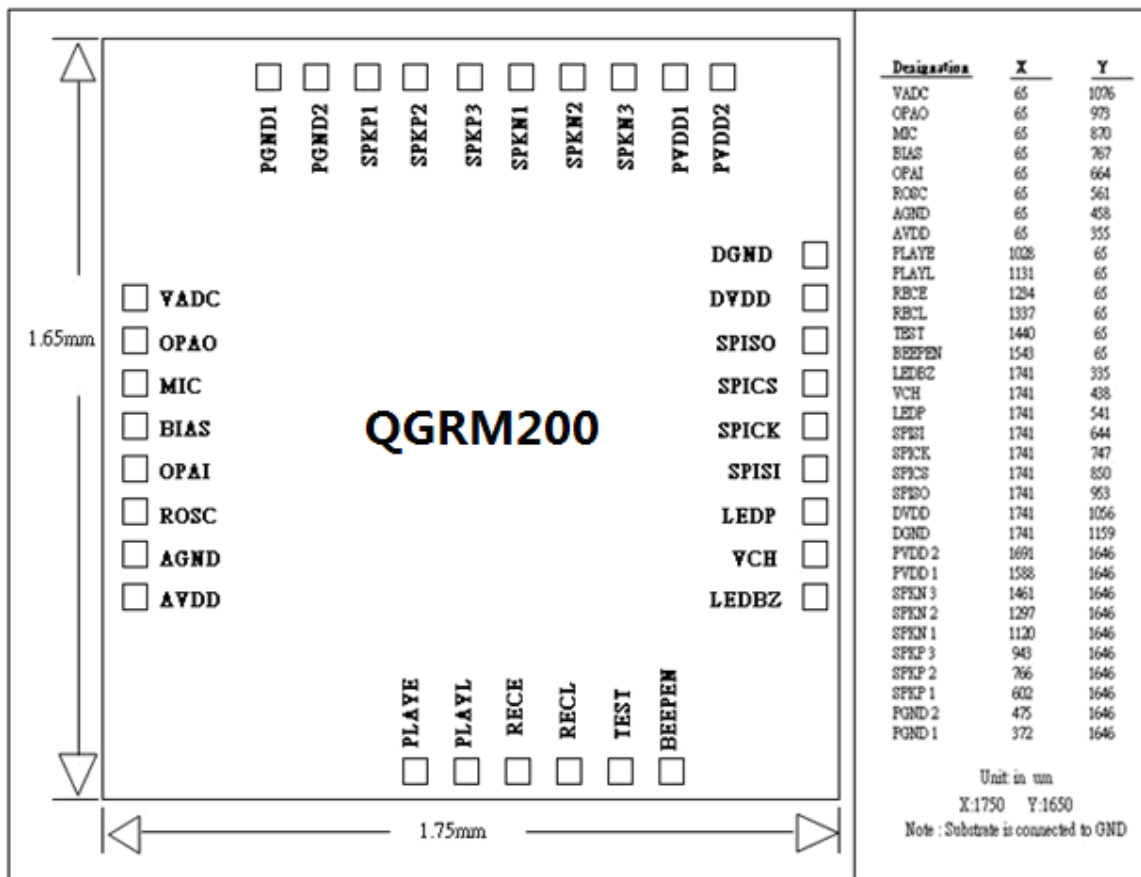 PGND1
PGND2
SPKP1
SPKP2
SPKP3
SPKN1
SPKN2
SPKN3
PVDD1
PVDD2
VADC
OPAO
MIC
BIAS
OPAI
ROSC
AGND
AVDD
1.65mm
QGRM200
DGND
DVDD
SPISO
SPICS
SPICK
SPISI
LEDP
VCH
LEDBZ
PLAYE
PLAYL
RECE
RECL
TEST
BEEPEN
1.75mm
Designation X Y
VADC 65 1076
OPAO 65 973
MIC 65 870
BIAS 65 767
OPAI 65 664
ROSC 65 561
AGND 65 458
AVDD 65 355
PLAYE 1028 65
PLAYL 1131 65
RECE 1234 65
RECL 1337 65
TEST 1440 65
BEEPEN 1543 65
LEDBZ 1741 335
VCH 1741 438
LEDP 1741 541
SPISI 1741 644
SPICK 1741 747
SPICS 1741 850
SPISO 1741 953
DVDD 1741 1056
DGND 1741 1159
PVDD 2 1691 1646
PVDD 1 1588 1646
SPKN 3 1461 1646
SPKN 2 1297 1646
SPKN 1 1120 1646
SPKP 3 943 1646
SPKP 2 766 1646
SPKP 1 602 1646
PGND 2 475 1646
PGND 1 372 1646
Unit in um
X:1750 Y:1650
Note : Substrate is connected to GND